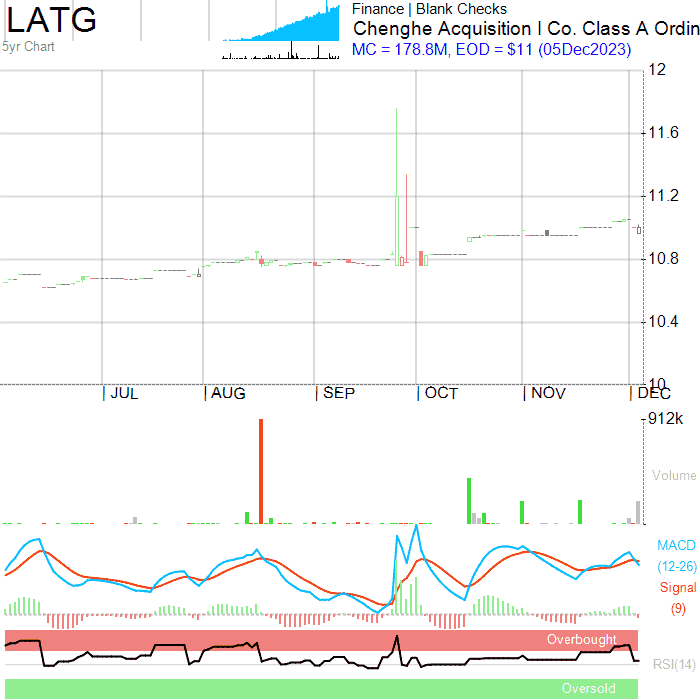 LATG
5yr Chart
Finance | Blank Checks
Chenghe Acquisition I Co. Class A Ordin
MC = 178.8M, EOD = $11 (05Dec2023)
12
11.6
11.2
10.8
10.4
10
| JUL | AUG | SEP | OCT | NOV | DEC
912k
Volume
MACD
(12-26)
Signal
(9)
Overbought
RSI(14)
Oversold